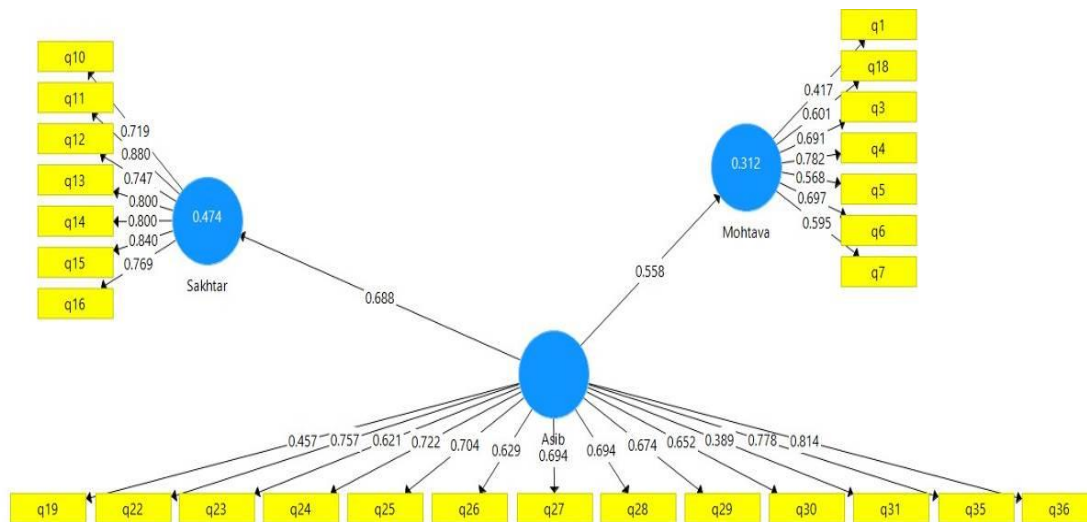 q10
q11
q12
q13
q14
q15
q16
0.719
0.880
0.747
0.800
0.800
0.840
0.769
0.474
Sakhtar
0.688
q1
q18
q3
q4
q5
q6
q7
0.417
0.601
0.691
0.782
0.568
0.697
0.595
0.312
Mohtava
0.558
Asib
0.457
0.757
0.621
0.722
0.704
0.629
0.694
0.694
0.674
0.652
0.389
0.778
0.814
q19
q22
q23
q24
q25
q26
q27
q28
q29
q30
q31
q35
q36